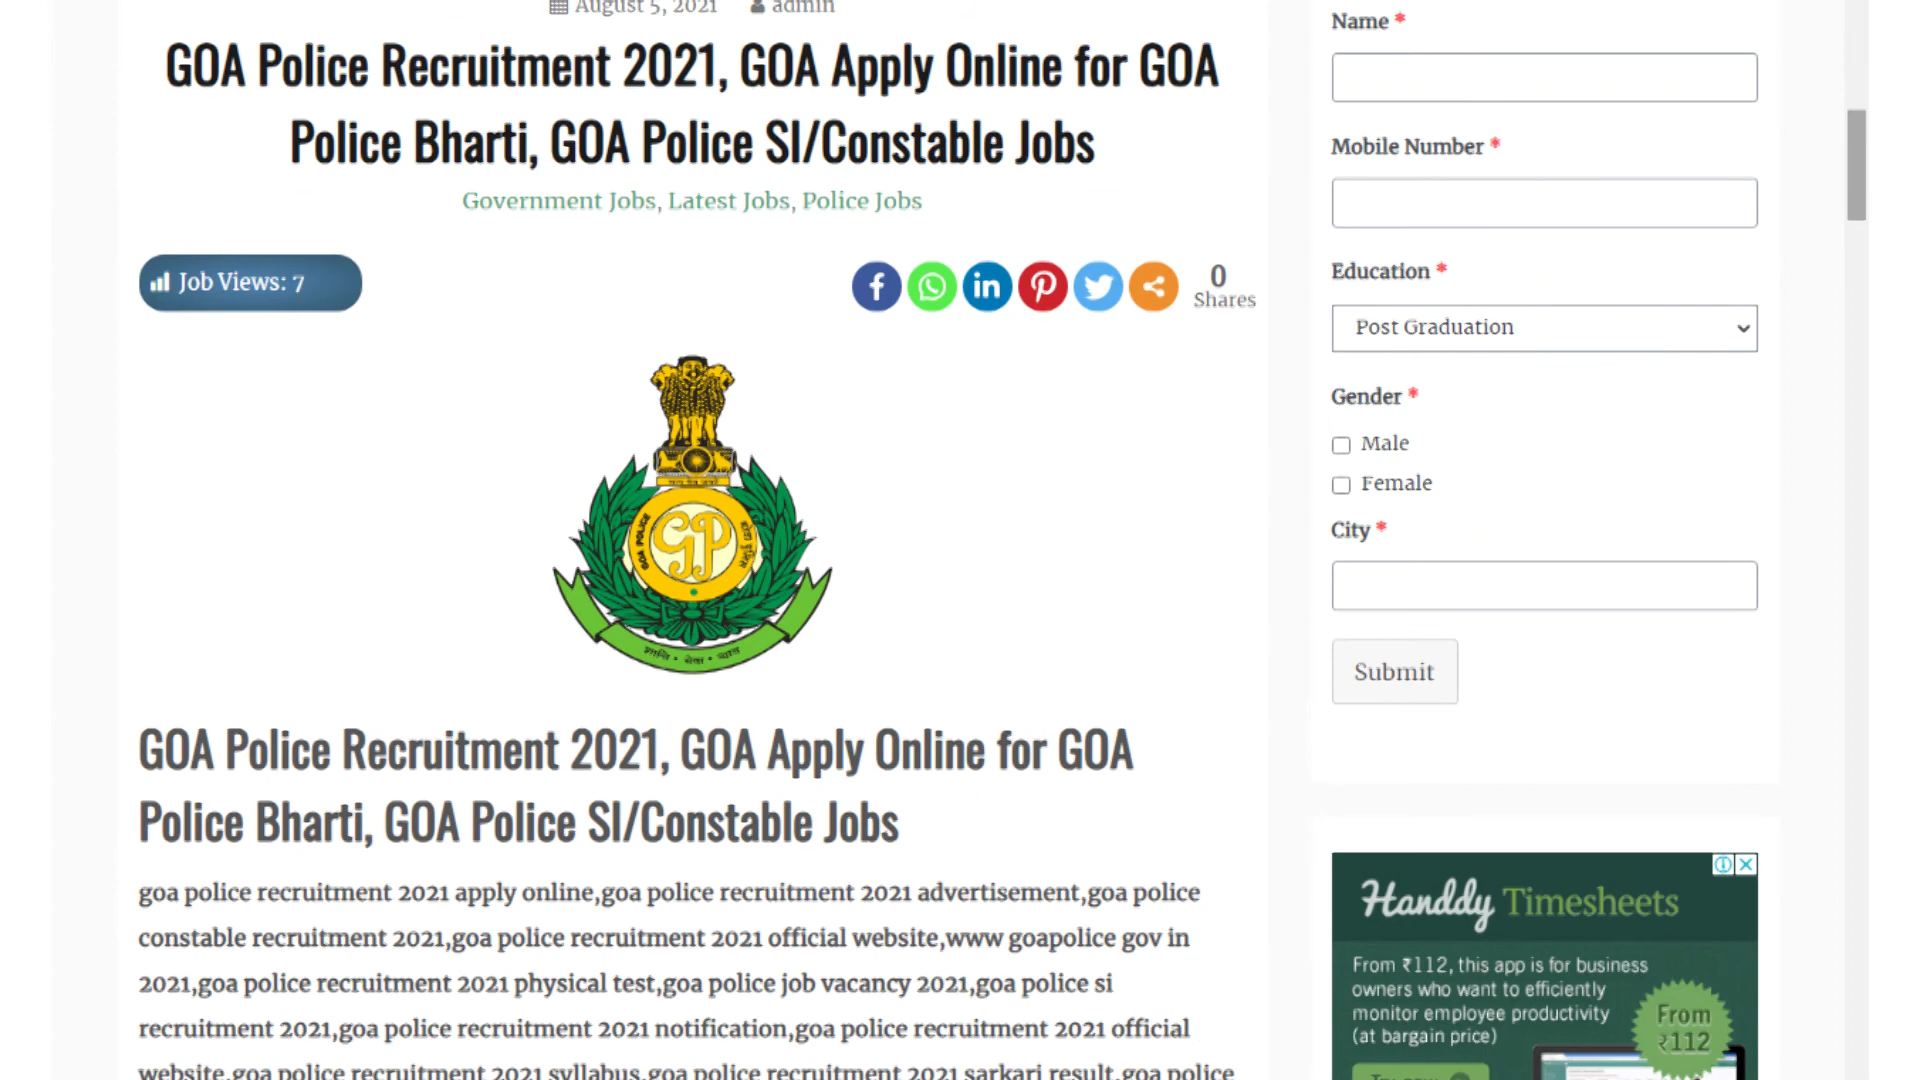 August 5, 2021 admin
GOA Police Recruitment 2021, GOA Apply Online for GOA
Police Bharti, GOA Police SI/Constable Jobs
Government Jobs, Latest Jobs, Police Jobs
Job Views: 7
0
Shares
GOA POLICE
GP
गोवा पुलिस
शान्ति • सेवा • न्याय
GOA Police Recruitment 2021, GOA Apply Online for GOA
Police Bharti, GOA Police SI/Constable Jobs
goa police recruitment 2021 apply online,goa police recruitment 2021 advertisement,goa police
constable recruitment 2021,goa police recruitment 2021 official website,www goapolice gov in
2021,goa police recruitment 2021 physical test,goa police job vacancy 2021,goa police si
recruitment 2021,goa police recruitment 2021 notification,goa police recruitment 2021 official
website,goa police recruitment 2021 syllabus,goa police recruitment 2021 sarkari result,goa police
Name *
Mobile Number *
Education *
Post Graduation
Gender *
Male
Female
City *
Submit
Handdy Timesheets
From ₹112, this app is for business
owners who want to efficiently
monitor employee productivity
(at bargain price)
From
₹112